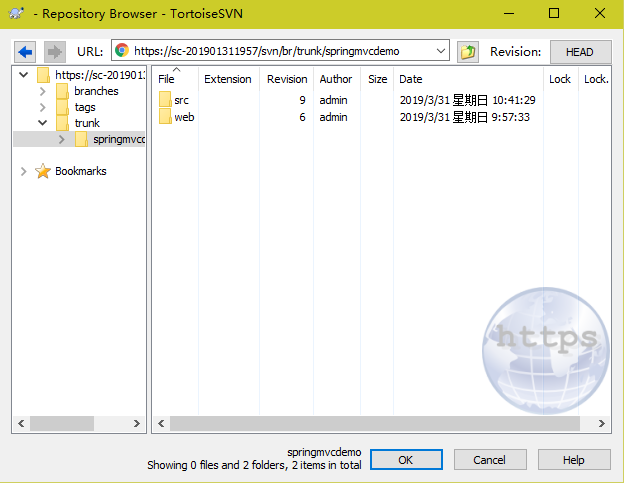 - Repository Browser - TortoiseSVN
URL: https://sc-201901311957/svn/br/trunk/springmvcdemo Revision: HEAD
https://sc-2019013
branches
tags
trunk
springmvcd
Bookmarks
File Extension Revision Author Size Date Lock Lock.
src 9 admin 2019/3/31 星期日 10:41:29
web 6 admin 2019/3/31 星期日 9:57:33
https
springmvcdemo
Showing 0 files and 2 folders, 2 items in total
OK Cancel Help